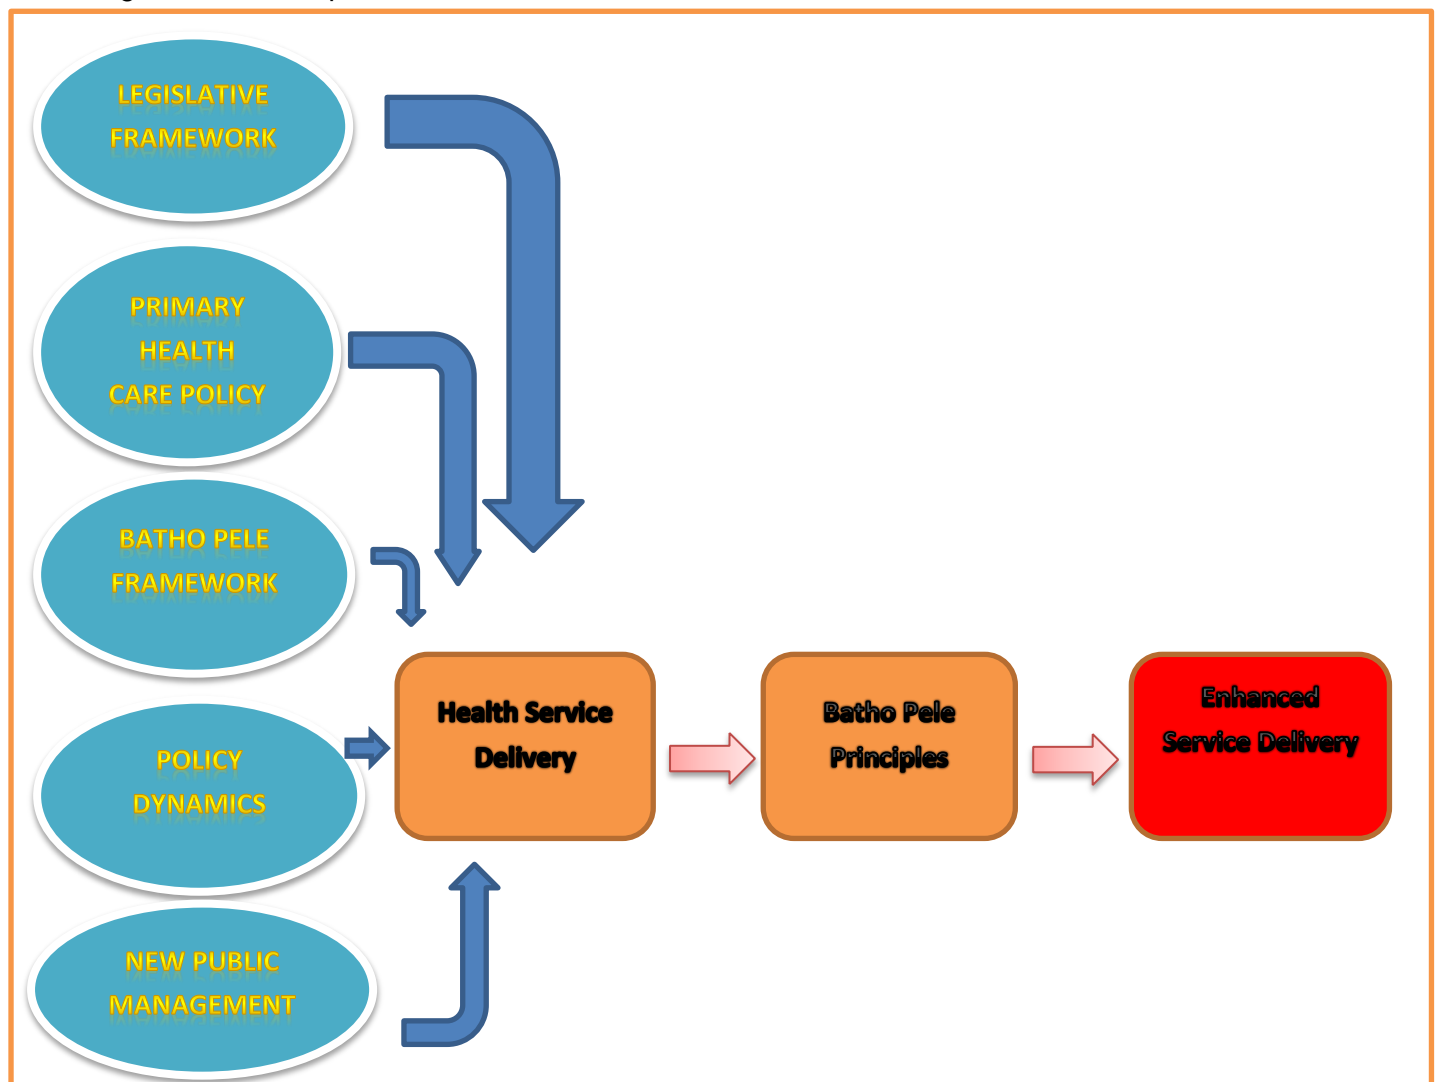 LEGISLATIVE
FRAMEWORK
PRIMARY
HEALTH
CARE POLICY
BATHO PELE
FRAMEWORK
POLICY
DYNAMICS
NEW PUBLIC
MANAGEMENT
Health Service
Delivery
Batho Pele
Principles
Enhanced
Service Delivery